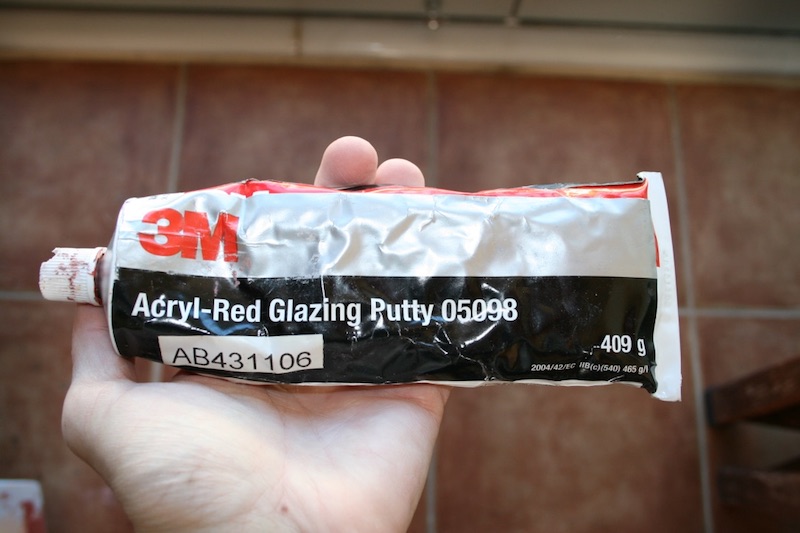 3M
Acryl-Red Glazing Putty 05098
AB431106
409 g
2004/42/EC IIB(c)(540) 465 g/l